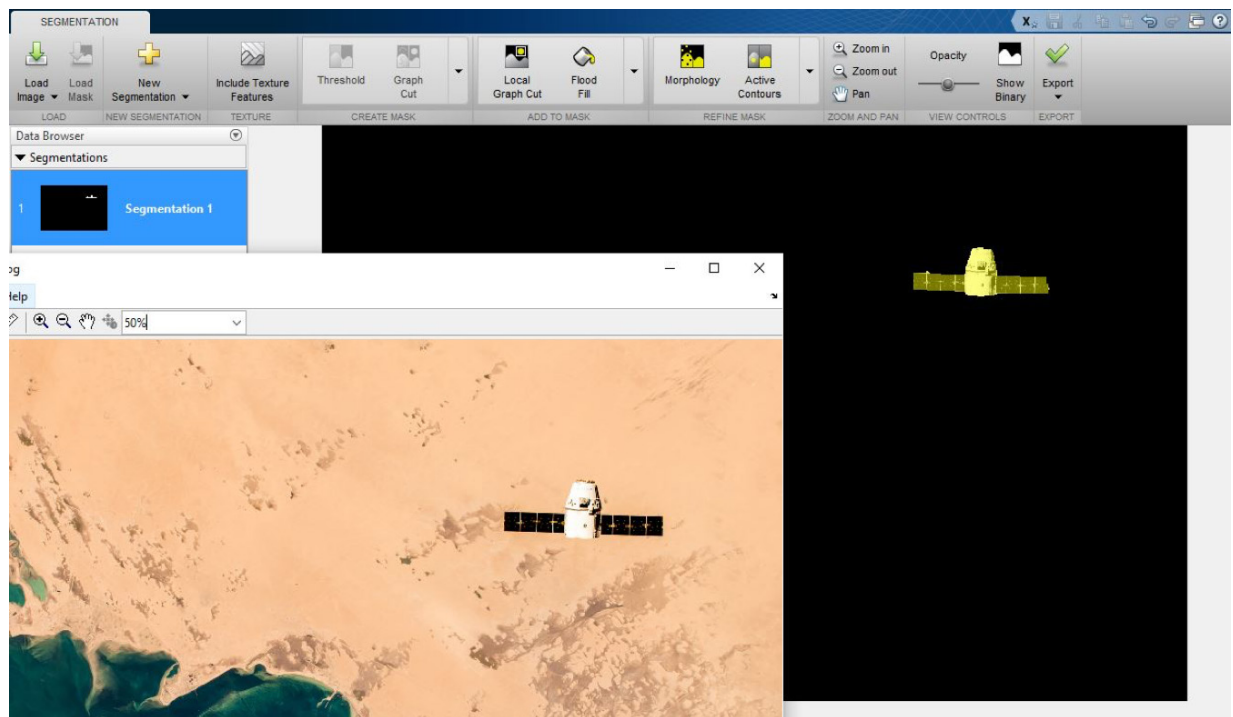 SEGMENTATION
Load Image
Load Mask
New Segmentation
Include Texture Features
Threshold
Graph Cut
Local Graph Cut
Flood Fill
Morphology
Active Contours
Zoom in
Zoom out
Pan
Opacity
Show Binary
Export
LOAD
NEW SEGMENTATION
TEXTURE
CREATE MASK
ADD TO MASK
REFINE MASK
ZOOM AND PAN
VIEW CONTROLS
EXPORT
Data Browser
Segmentations
1
Segmentation 1
50%